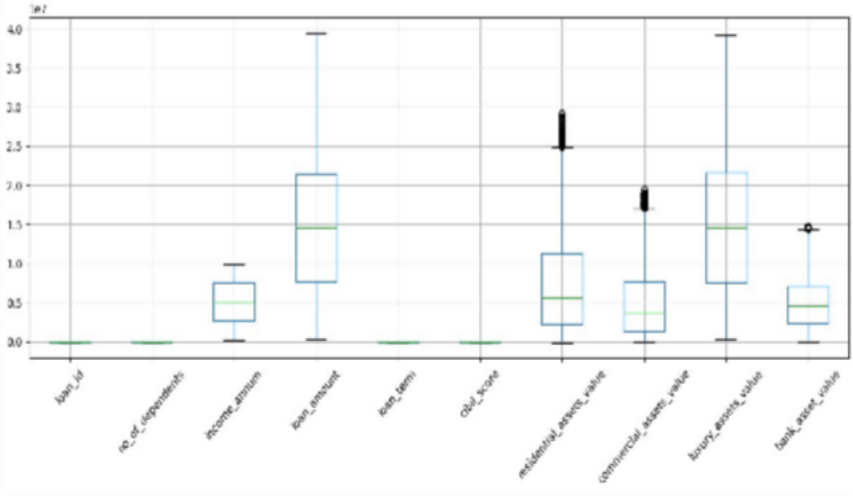 1e7
4.0
3.5
3.0
2.5
2.0
1.5
1.0
0.5
0.0
loan_id
no_of_dependents
income_annum
loan_amount
loan_term
cibil_score
residential_assets_value
commercial_assets_value
luxury_assets_value
bank_asset_value